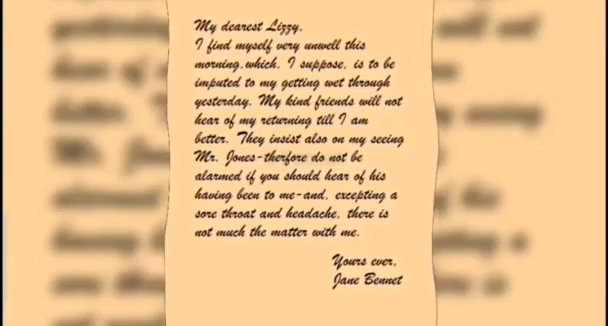 My dearest Lizzy,
I find myself very unwell this
morning,which, I suppose, is to be
imputed to my getting wet through
yesterday. My kind friends will not
hear of my returning till I am
better. They insist also on my seeing
Mr. Jones-therfore do not be
alarmed if you should hear of his
having been to me-and, excepting a
sore throat and headache, there is
not much the matter with me.
Yours ever,
Jane Bennet